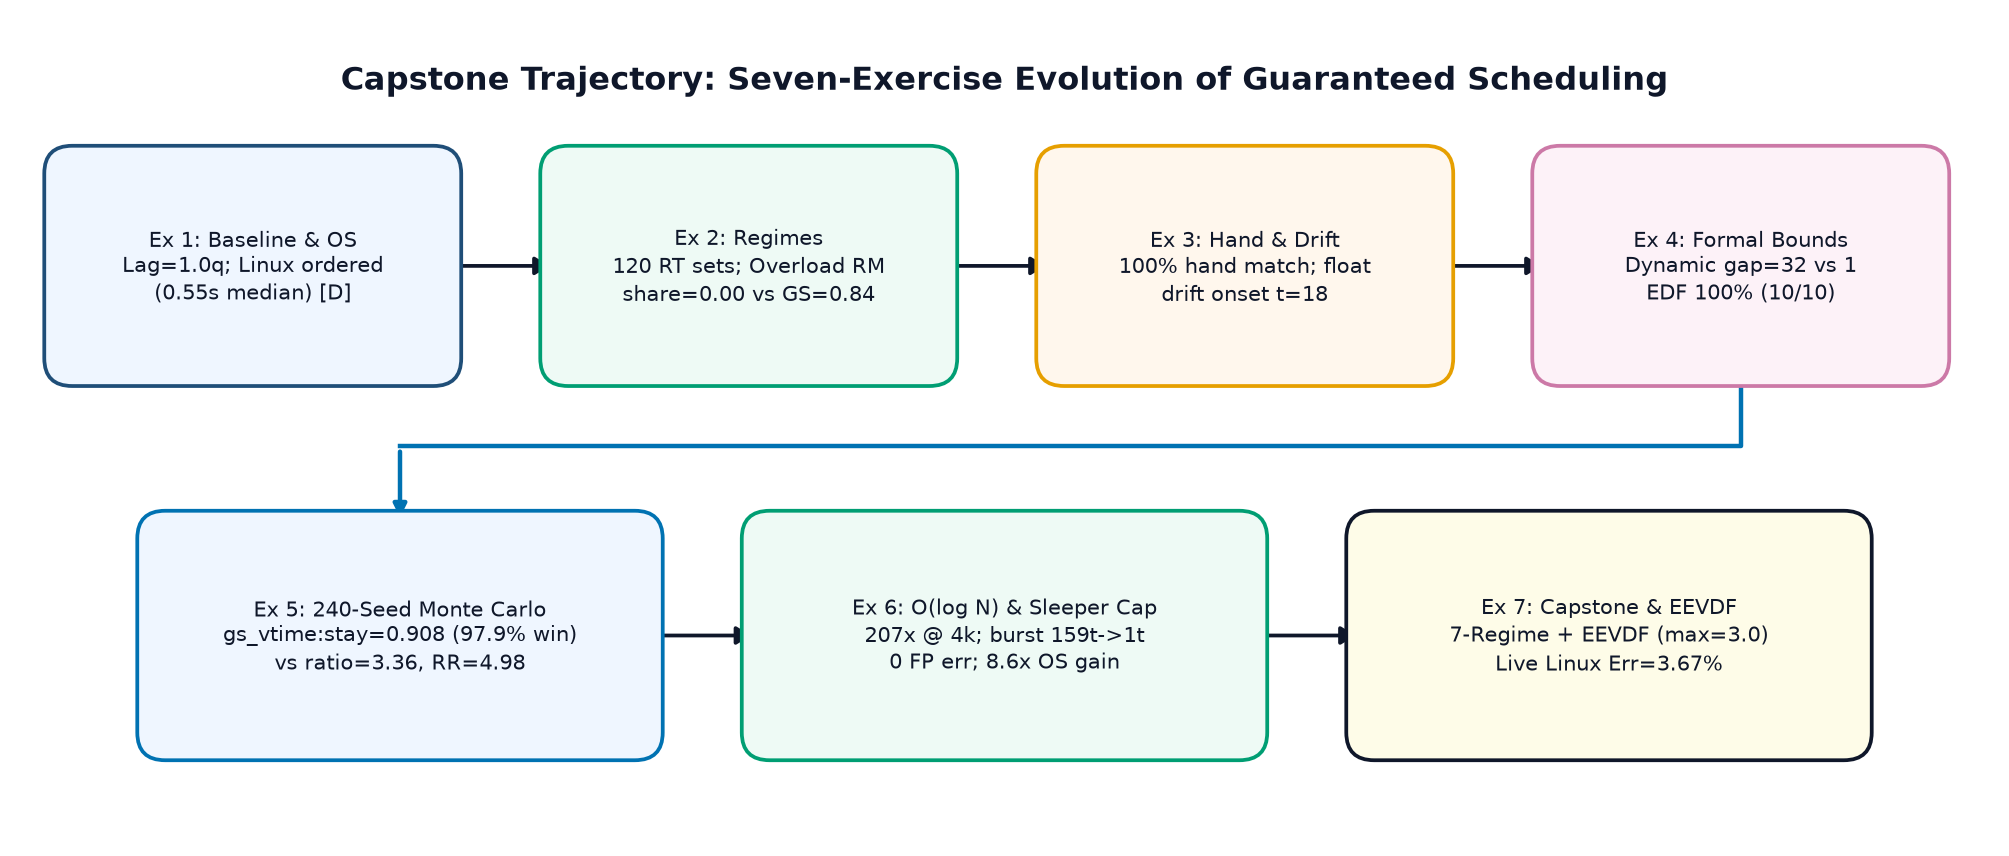 Capstone Trajectory: Seven-Exercise Evolution of Guaranteed Scheduling
Ex 1: Baseline & OS
Lag=1.0q; Linux ordered
(0.55s median) [D]
Ex 2: Regimes
120 RT sets; Overload RM
share=0.00 vs GS=0.84
Ex 3: Hand & Drift
100% hand match; float
drift onset t=18
Ex 4: Formal Bounds
Dynamic gap=32 vs 1
EDF 100% (10/10)
Ex 5: 240-Seed Monte Carlo
gs_vtime:stay=0.908 (97.9% win)
vs ratio=3.36, RR=4.98
Ex 6: O(log N) & Sleeper Cap
207x @ 4k; burst 159t->1t
0 FP err; 8.6x OS gain
Ex 7: Capstone & EEVDF
7-Regime + EEVDF (max=3.0)
Live Linux Err=3.67%